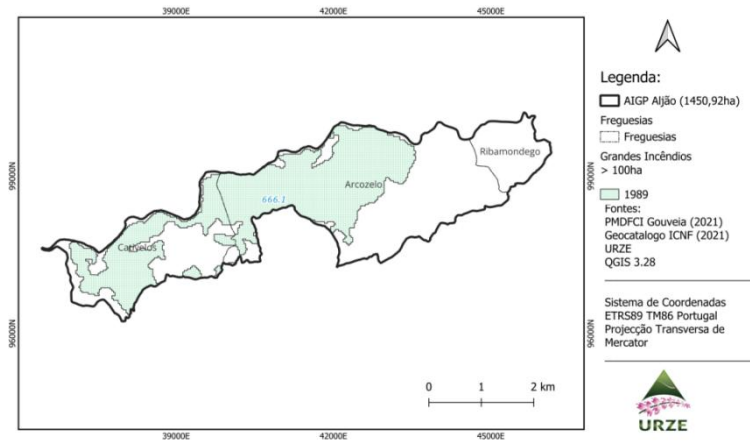 39000E
42000E
45000E
99000N
96000N
99000N
96000N
39000E
42000E
45000E
Ribamondego
Arcozelo
666.1
Cativelos
0 1 2 km
Legenda:
AIGP Aljão (1450,92ha)
Freguesias
Freguesias
Grandes Incêndios
> 100ha
1989
Fontes:
PMDFCI Gouveia (2021)
Geocatalogo ICNF (2021)
URZE
QGIS 3.28
Sistema de Coordenadas
ETRS89 TM86 Portugal
Projecção Transversa de
Mercator
URZE